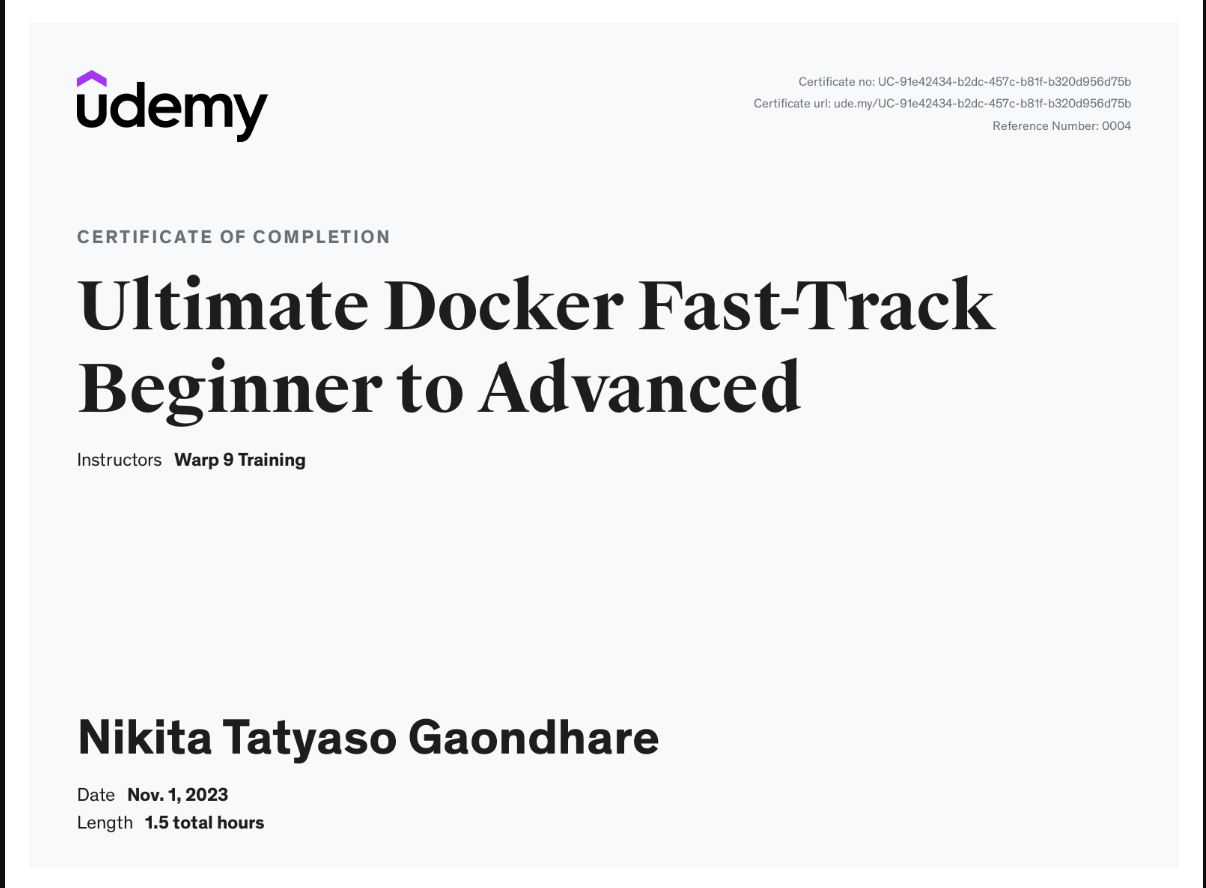 udemy
Certificate no: UC-91e42434-b2dc-457c-b81f-b320d956d75b
Certificate url: ude.my/UC-91e42434-b2dc-457c-b81f-b320d956d75b
Reference Number: 0004
CERTIFICATE OF COMPLETION
Ultimate Docker Fast-Track
Beginner to Advanced
Instructors Warp 9 Training
Nikita Tatyaso Gaondhare
Date Nov. 1, 2023
Length 1.5 total hours